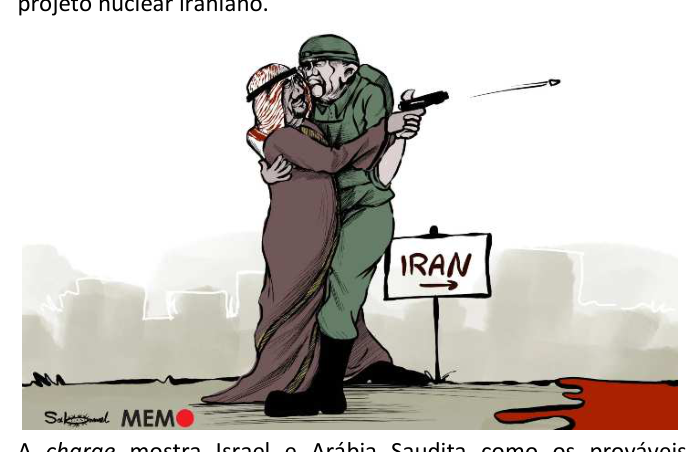 projeto nuclear iraniano.
IRAN
MEMO
A charge mostra Israel e Arábia Saudita como os prováveis